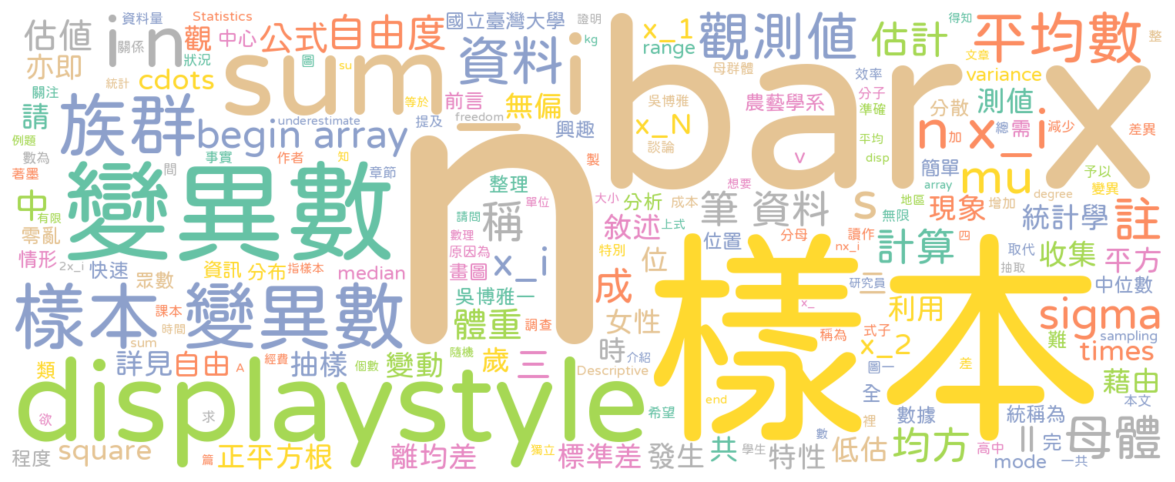 資料量
Statistics
國立臺灣大學
證明
x_1
得知
整
估值
關係
in
觀
中心
公式
自由度
圖
su
i
kg
range
觀測值
估計
平均數
亦即
狀況
sum
資料
bar
x
母群體
文章
關注
統計
cdots
等於
前言
無偏
效率
variance
請
族群
begin array
underestimate
提及
freedom
興趣
吳博雅
x_N
農藝學系
分子
準確
分散
測值
例題
談論
n
x_i
總
需
加
減少
差異
數為
間
事實
作者
知
章節
n
製
v
平均
disp
簡單
mu
予以
著墨
變異數
整理
單位
想要
array
degree
變異
中
有限
請問
稱
大小
分析
成本
筆
資料
s
地區
現象
增加
註
零亂
數理
敘述
上式
無限
統計學
情形
2x_i
快速
資訊
分布
指樣本
median
原因為
畫圖
x_i
特別
位
位置
分母
讀作
nx_i
計算
四
取代
收集
平方
眾數
樣本
變異數
吳博雅一
成
樣本
研究員
抽取
中位數
課本
時間
體重
調查
女性
x_
二
利用
sigma
sum
稱為
式子
x_2
難
times
sampling
類
詳見
自由
A
經費
個數
抽樣
變動
隨機
歲
三
時
介紹
Descriptive
圖一
差
全
藉由
displaystyle
end
希望
裡
數據
統稱為
本文
欲
求
共
程度
square
篇
正平方根
離均差
獨立
標準差
發生
學生
特性
數
低估
均方
高中
mode
ll
完
一共
母體